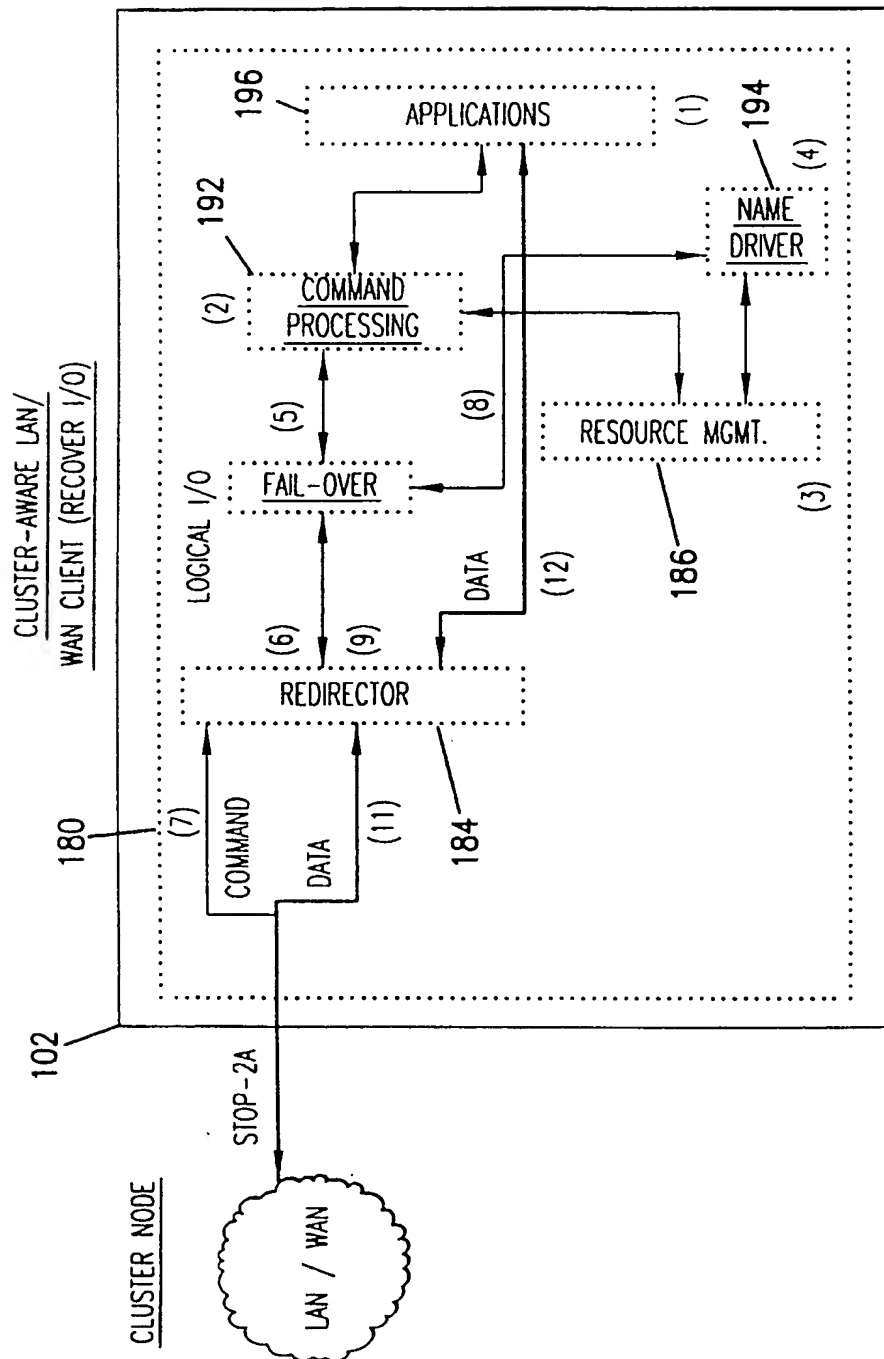 CLUSTER-AWARE LAN/
WAN CLIENT (RECOVER I/O)
CLUSTER NODE
LAN / WAN
STOP-2A
102
180
(7)
COMMAND
DATA
(11)
184
REDIRECTOR
(6)
(9)
LOGICAL I/O
FAIL-OVER
(5)
192
(2)
COMMAND
PROCESSING
196
APPLICATIONS
(1)
DATA
(12)
(8)
RESOURCE MGMT.
186
(3)
NAME
DRIVER
194
(4)